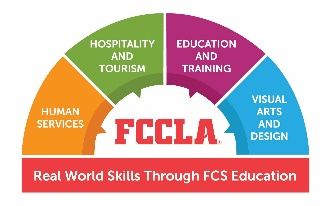 HOSPITALITY
AND
TOURISM
EDUCATION
AND
TRAINING
HUMAN
SERVICES
VISUAL
ARTS
AND
DESIGN
FCCLA
Real World Skills Through FCS Education